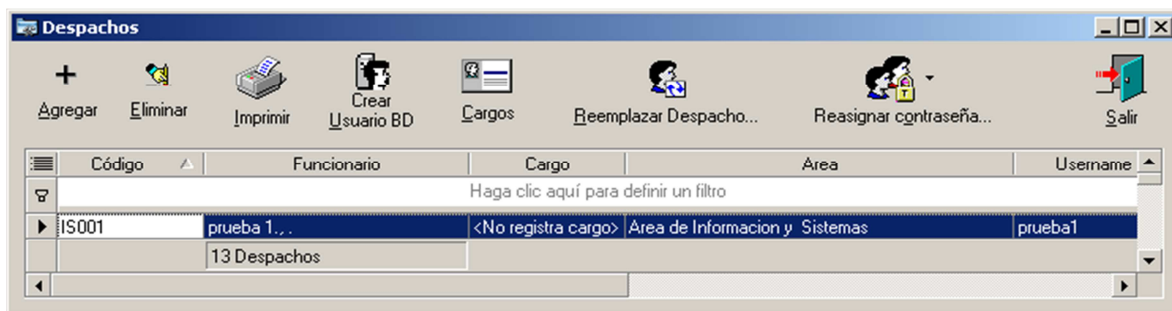 Despachos
Agregar Eliminar Imprimir Crear Usuario BD Cargos Reemplazar Despacho... Reasignar contraseña... Salir
Código Funcionario Cargo Area Username
Haga clic aquí para definir un filtro
IS001 prueba 1., . <No registra cargo> Area de Informacion y Sistemas prueba1
13 Despachos